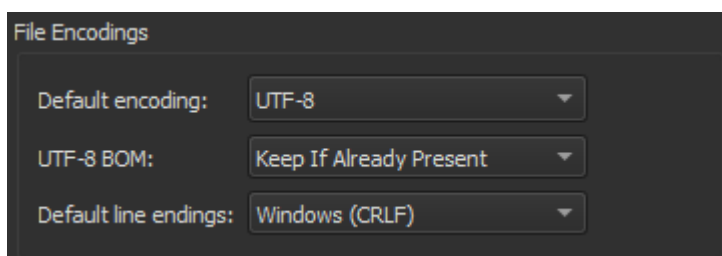 File Encodings
Default encoding: UTF-8
UTF-8 BOM: Keep If Already Present
Default line endings: Windows (CRLF)